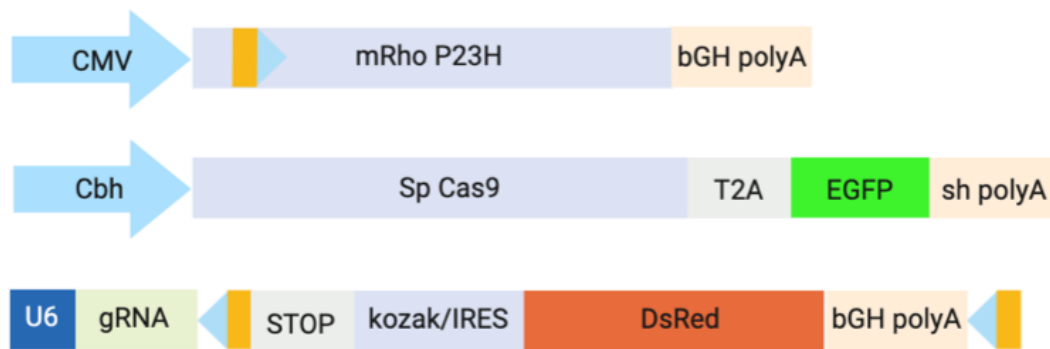 CMV mRho P23H bGH polyA
Cbh Sp Cas9 T2A EGFP sh polyA
U6 gRNA STOP kozak/IRES DsRed bGH polyA